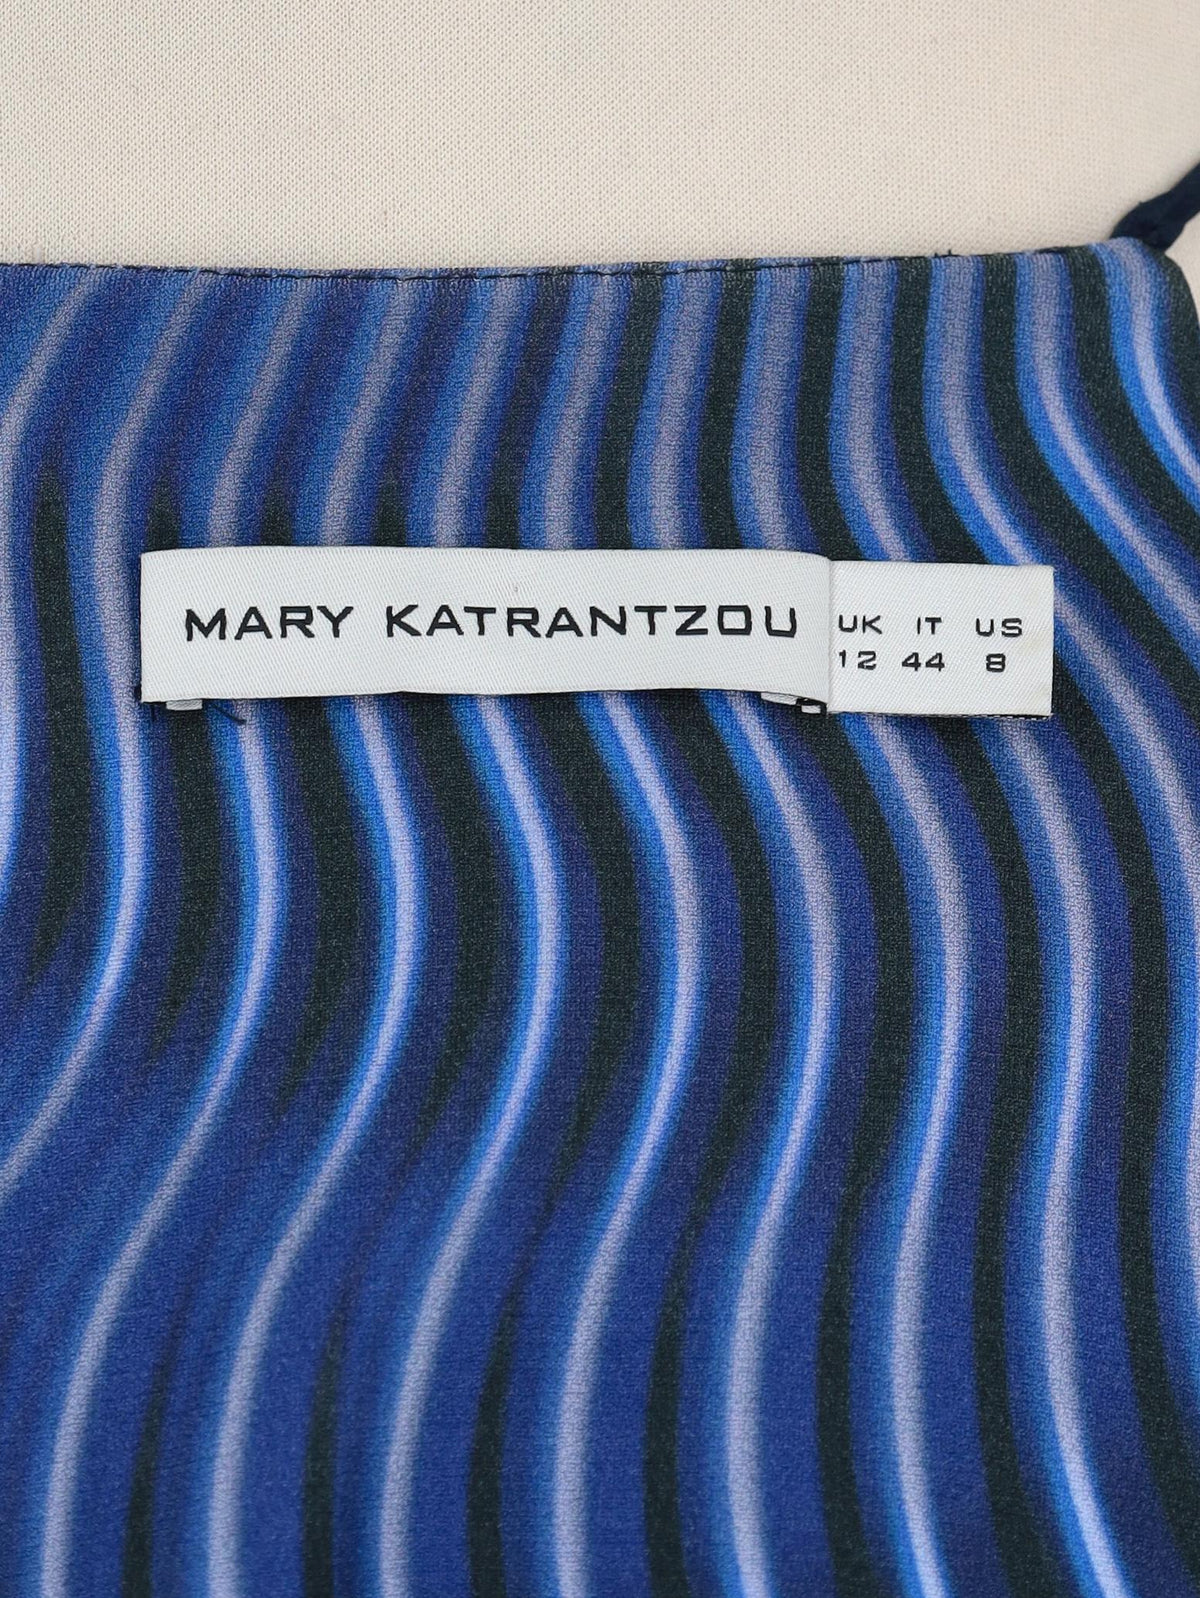 MARY KATRANTZOU
UK IT US
12 44 8